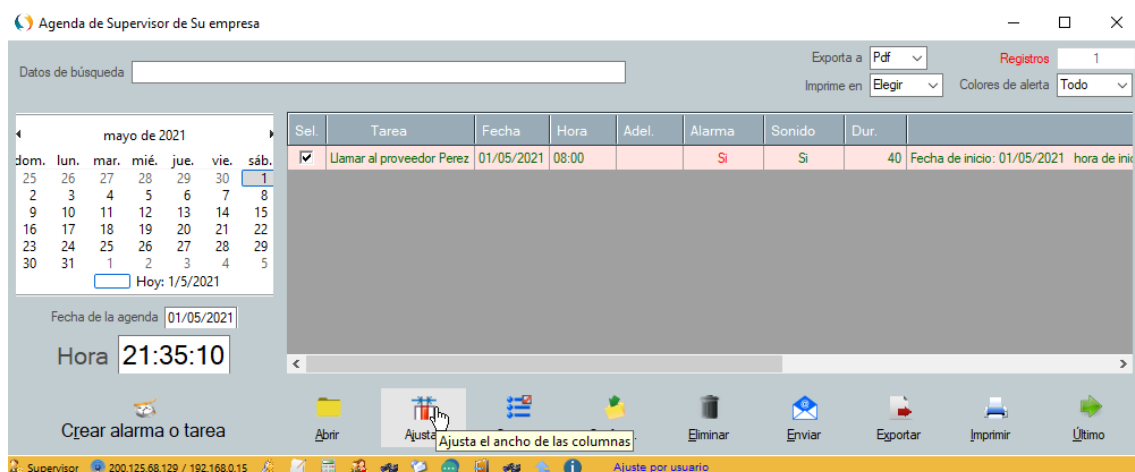 Agenda de Supervisor de Su empresa
Datos de búsqueda
Exporta a Pdf
Registros 1
Imprime en Elegir
Colores de alerta Todo
mayo de 2021
dom. lun. mar. mié. jue. vie. sáb.
25 26 27 28 29 30 1
2 3 4 5 6 7 8
9 10 11 12 13 14 15
16 17 18 19 20 21 22
23 24 25 26 27 28 29
30 31 1 2 3 4 5
Hoy: 1/5/2021
Fecha de la agenda 01/05/2021
Hora 21:35:10
Crear alarma o tarea
Sel. Tarea Fecha Hora Adel. Alarma Sonido Dur.
Llamar al proveedor Perez 01/05/2021 08:00 Si Si 40 Fecha de inicio: 01/05/2021 hora de inic
Abrir Ajusta Eliminar Enviar Exportar Imprimir Último
Ajusta el ancho de las columnas
Supervisor 200.125.68.129 / 192.168.0.15 Ajuste por usuario